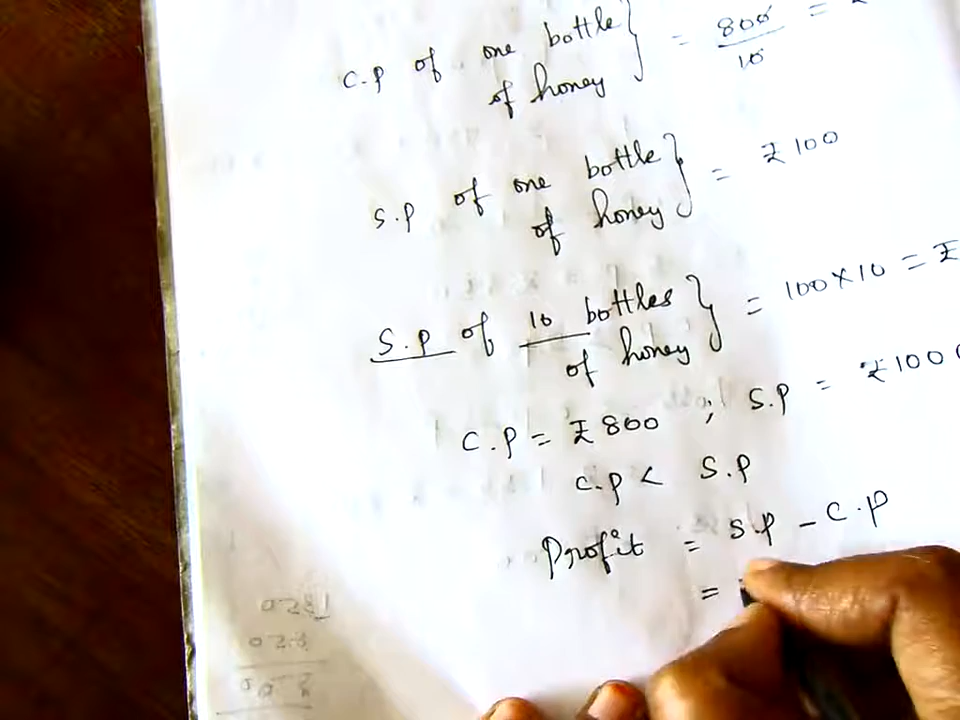 C.P of one bottle } = 800/10 =
of honey
S.P of one bottle } = ₹100
of honey
S.P of 10 bottles } = 100×10 = ₹
of honey
C.P = ₹800 ; S.P = ₹1000
C.P < S.P
Profit = S.P - C.P
=